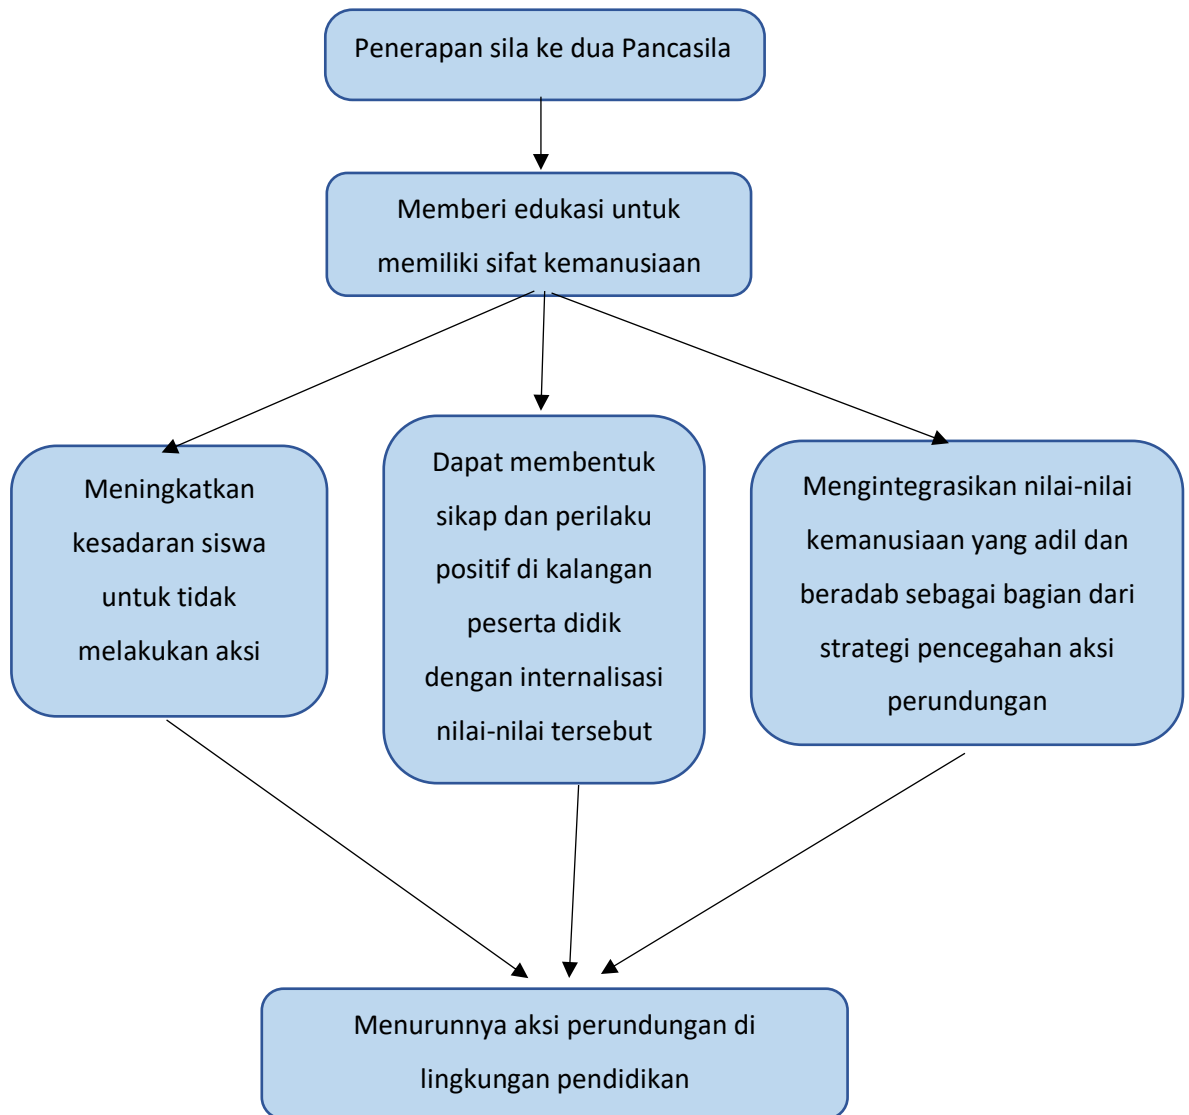 Penerapan sila ke dua Pancasila
Memberi edukasi untuk
memiliki sifat kemanusiaan
Meningkatkan
kesadaran siswa
untuk tidak
melakukan aksi
Dapat membentuk
sikap dan perilaku
positif di kalangan
peserta didik
dengan internalisasi
nilai-nilai tersebut
Mengintegrasikan nilai-nilai
kemanusiaan yang adil dan
beradab sebagai bagian dari
strategi pencegahan aksi
perundungan
Menurunnya aksi perundungan di
lingkungan pendidikan